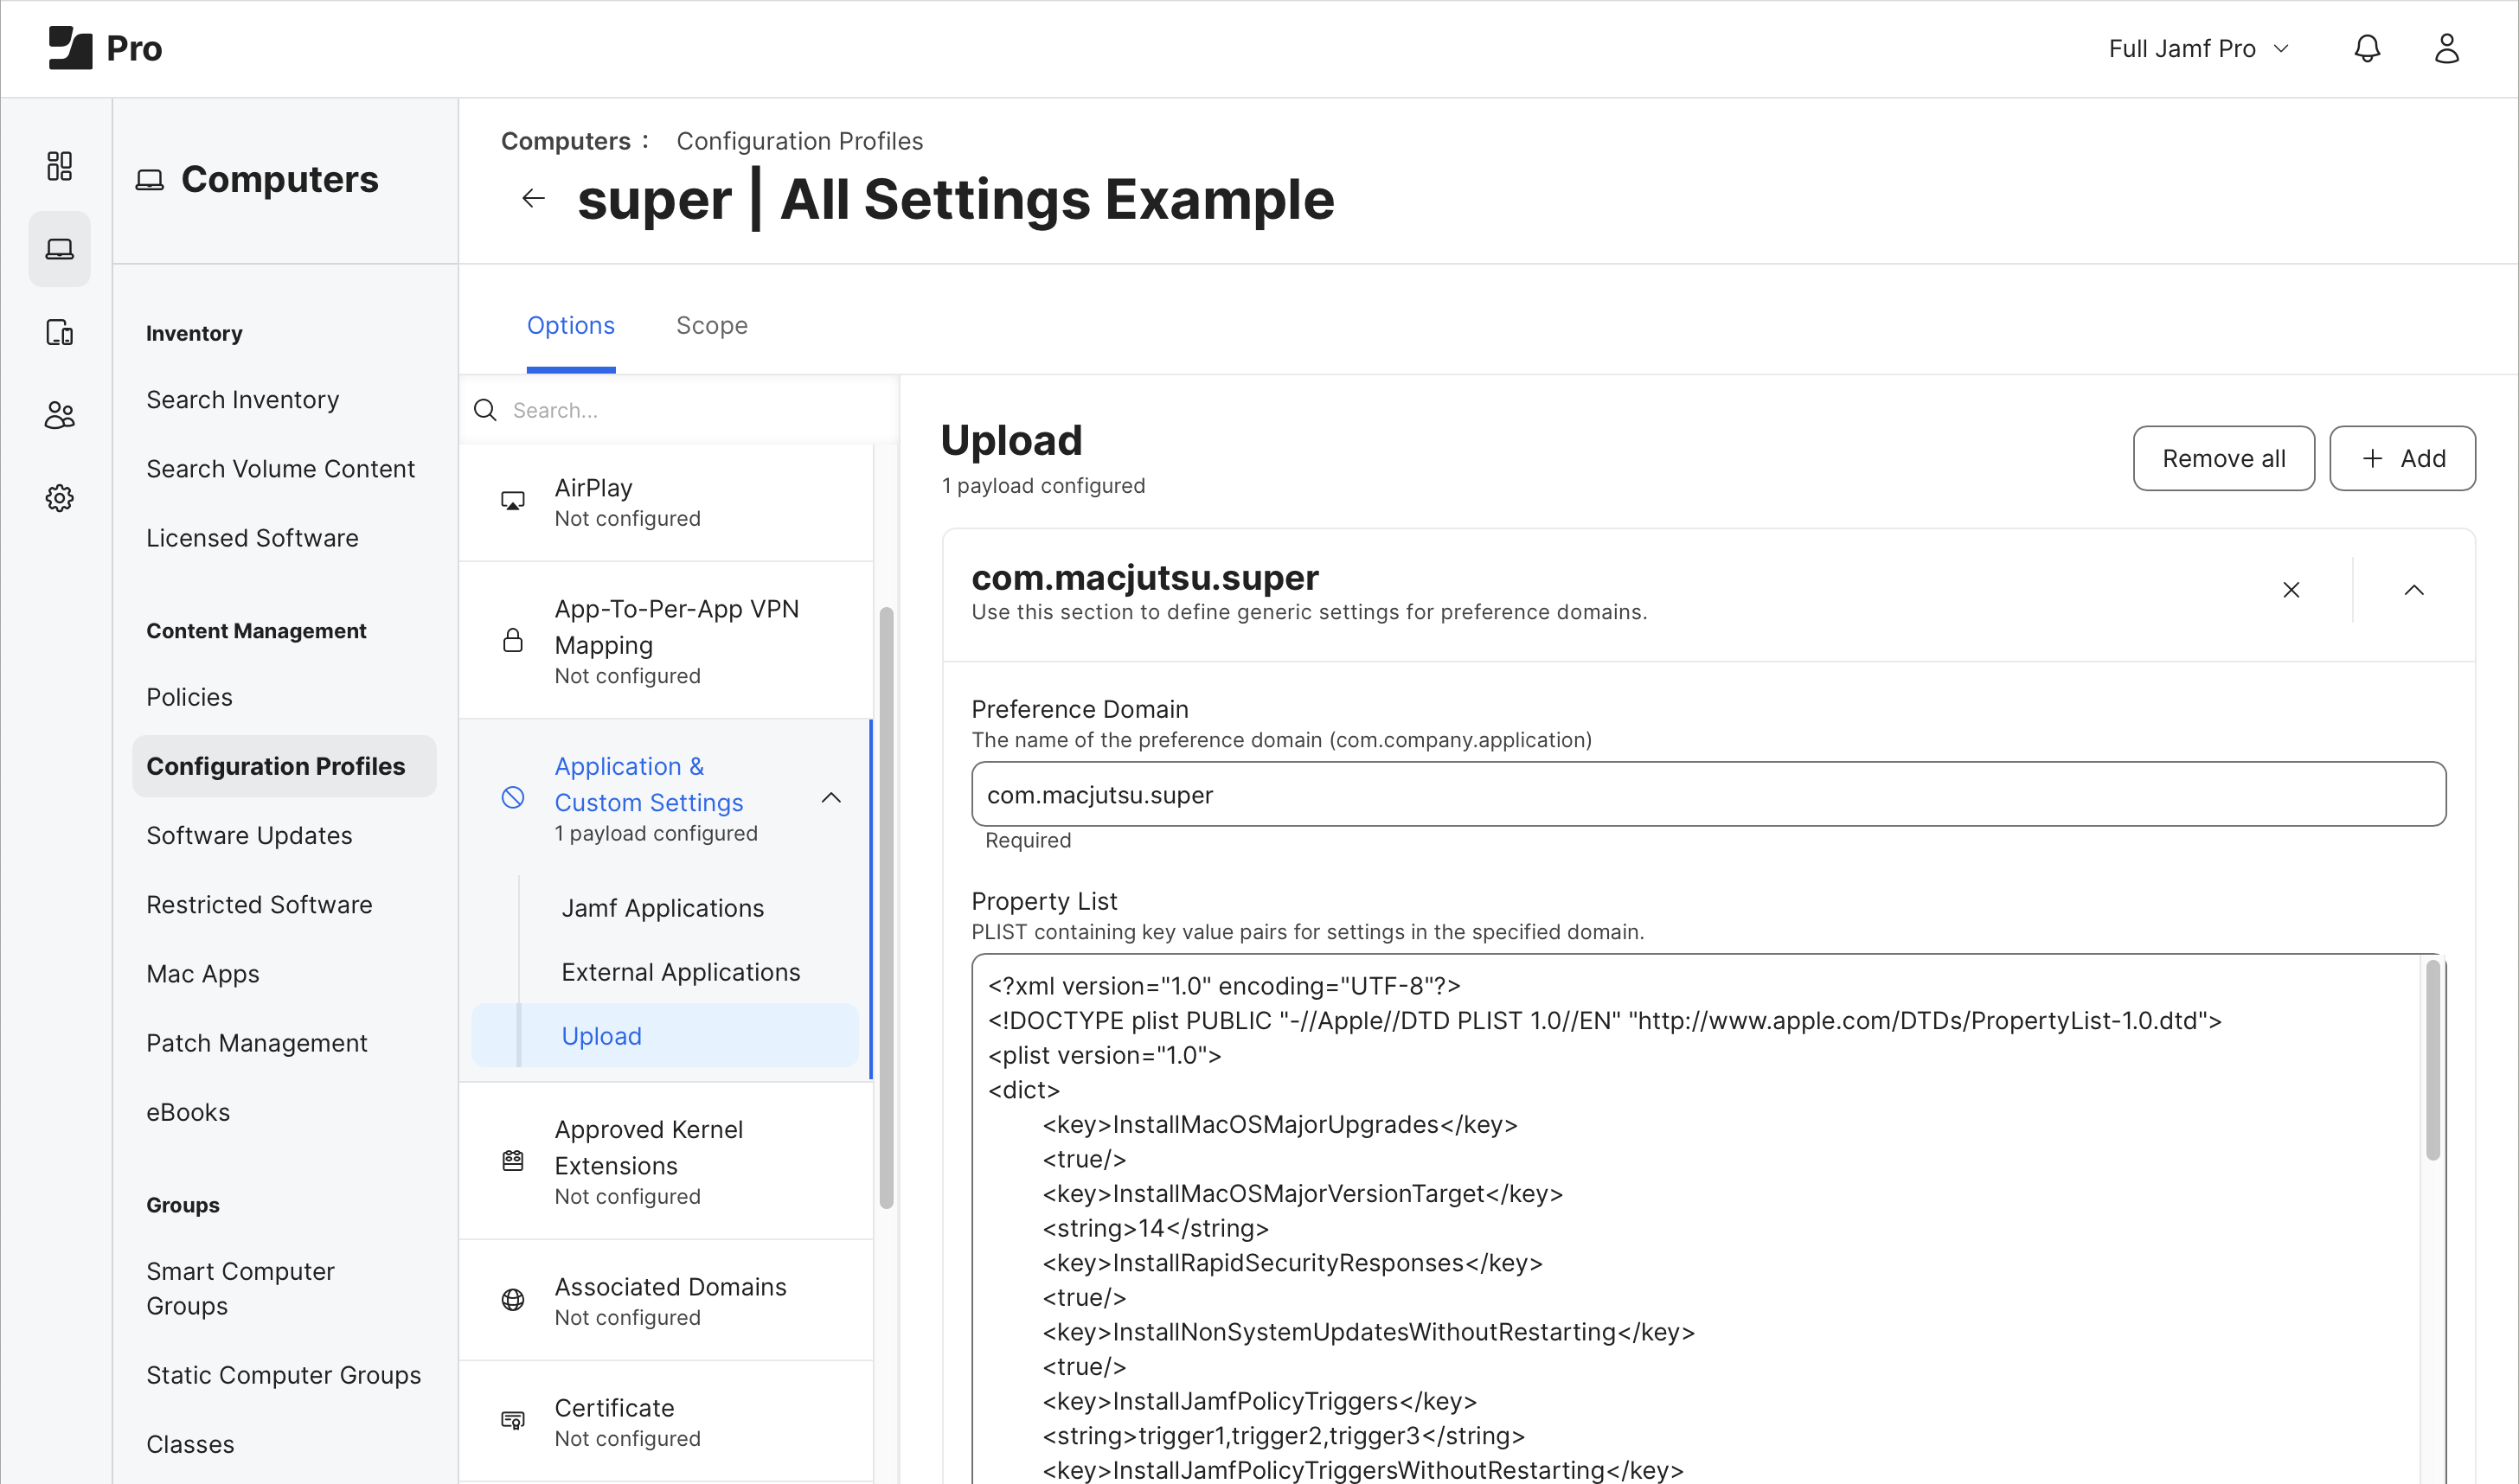 Pro
Full Jamf Pro
Computers
Inventory
Search Inventory
Search Volume Content
Licensed Software
Content Management
Policies
Configuration Profiles
Software Updates
Restricted Software
Mac Apps
Patch Management
eBooks
Groups
Smart Computer
Groups
Static Computer Groups
Classes
Computers : Configuration Profiles
super | All Settings Example
Options Scope
Search...
AirPlay
Not configured
App-To-Per-App VPN
Mapping
Not configured
Application &
Custom Settings
1 payload configured
Jamf Applications
External Applications
Upload
Approved Kernel
Extensions
Not configured
Associated Domains
Not configured
Certificate
Not configured
Upload
1 payload configured
Remove all
+ Add
com.macjutsu.super
Use this section to define generic settings for preference domains.
Preference Domain
The name of the preference domain (com.company.application)
com.macjutsu.super
Required
Property List
PLIST containing key value pairs for settings in the specified domain.
<?xml version="1.0" encoding="UTF-8"?>
<!DOCTYPE plist PUBLIC "-//Apple//DTD PLIST 1.0//EN" "http://www.apple.com/DTDs/PropertyList-1.0.dtd">
<plist version="1.0">
<dict>
<key>InstallMacOSMajorUpgrades</key>
<true/>
<key>InstallMacOSMajorVersionTarget</key>
<string>14</string>
<key>InstallRapidSecurityResponses</key>
<true/>
<key>InstallNonSystemUpdatesWithoutRestarting</key>
<true/>
<key>InstallJamfPolicyTriggers</key>
<string>trigger1,trigger2,trigger3</string>
<key>InstallJamfPolicyTriggersWithoutRestarting</key>